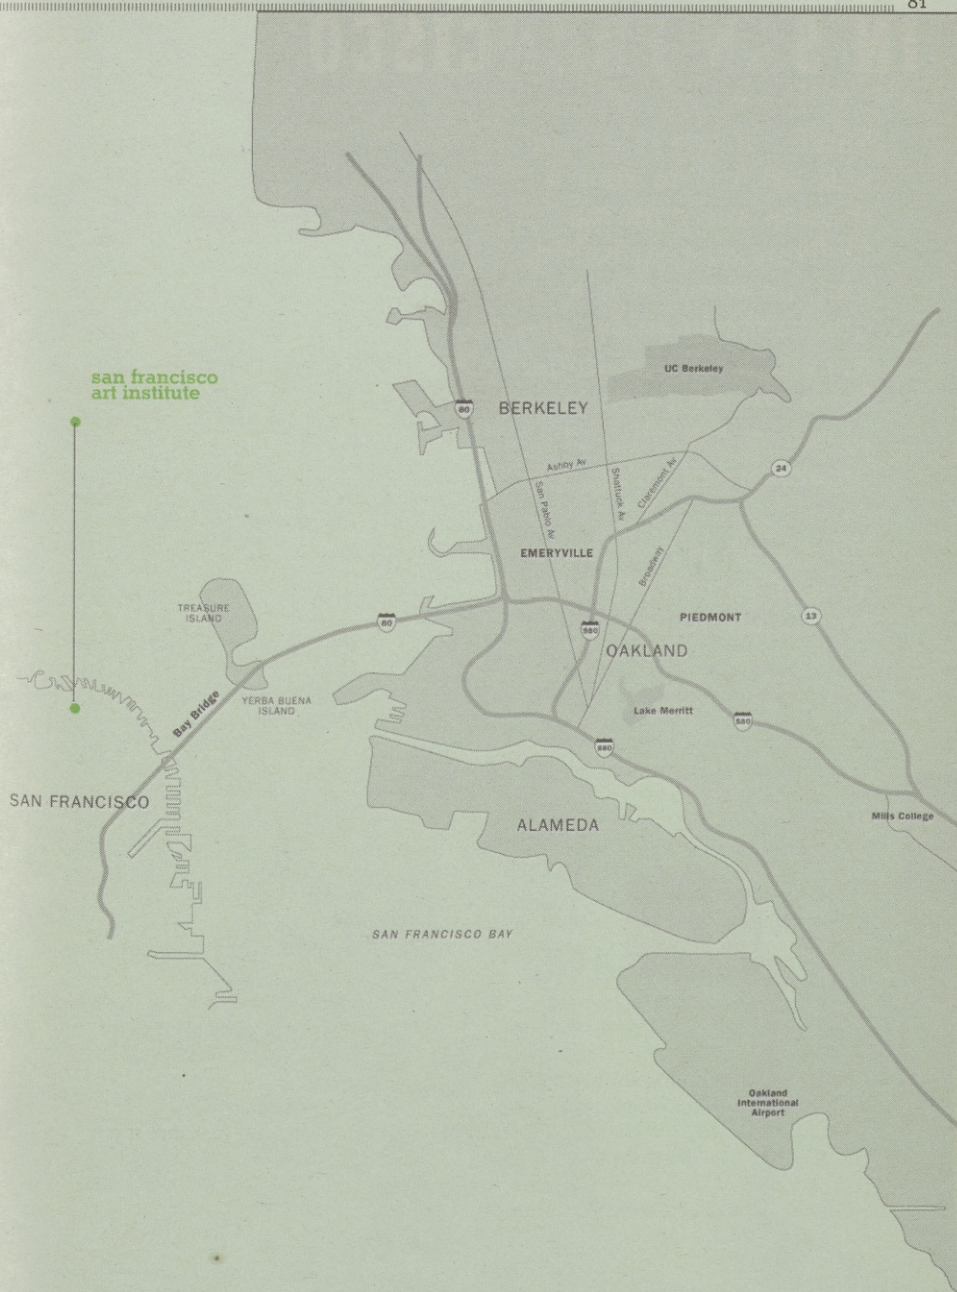 81
san francisco
art institute
UC Berkeley
80
BERKELEY
Ashby Av
24
San Pablo Av
Shattuck Av
Claremont Av
EMERYVILLE
Broadway
TREASURE
ISLAND
80
980
PIEDMONT
13
OAKLAND
YERBA BUENA
ISLAND
Bay Bridge
Lake Merritt
580
880
SAN FRANCISCO
ALAMEDA
Mills College
SAN FRANCISCO BAY
Oakland
International
Airport